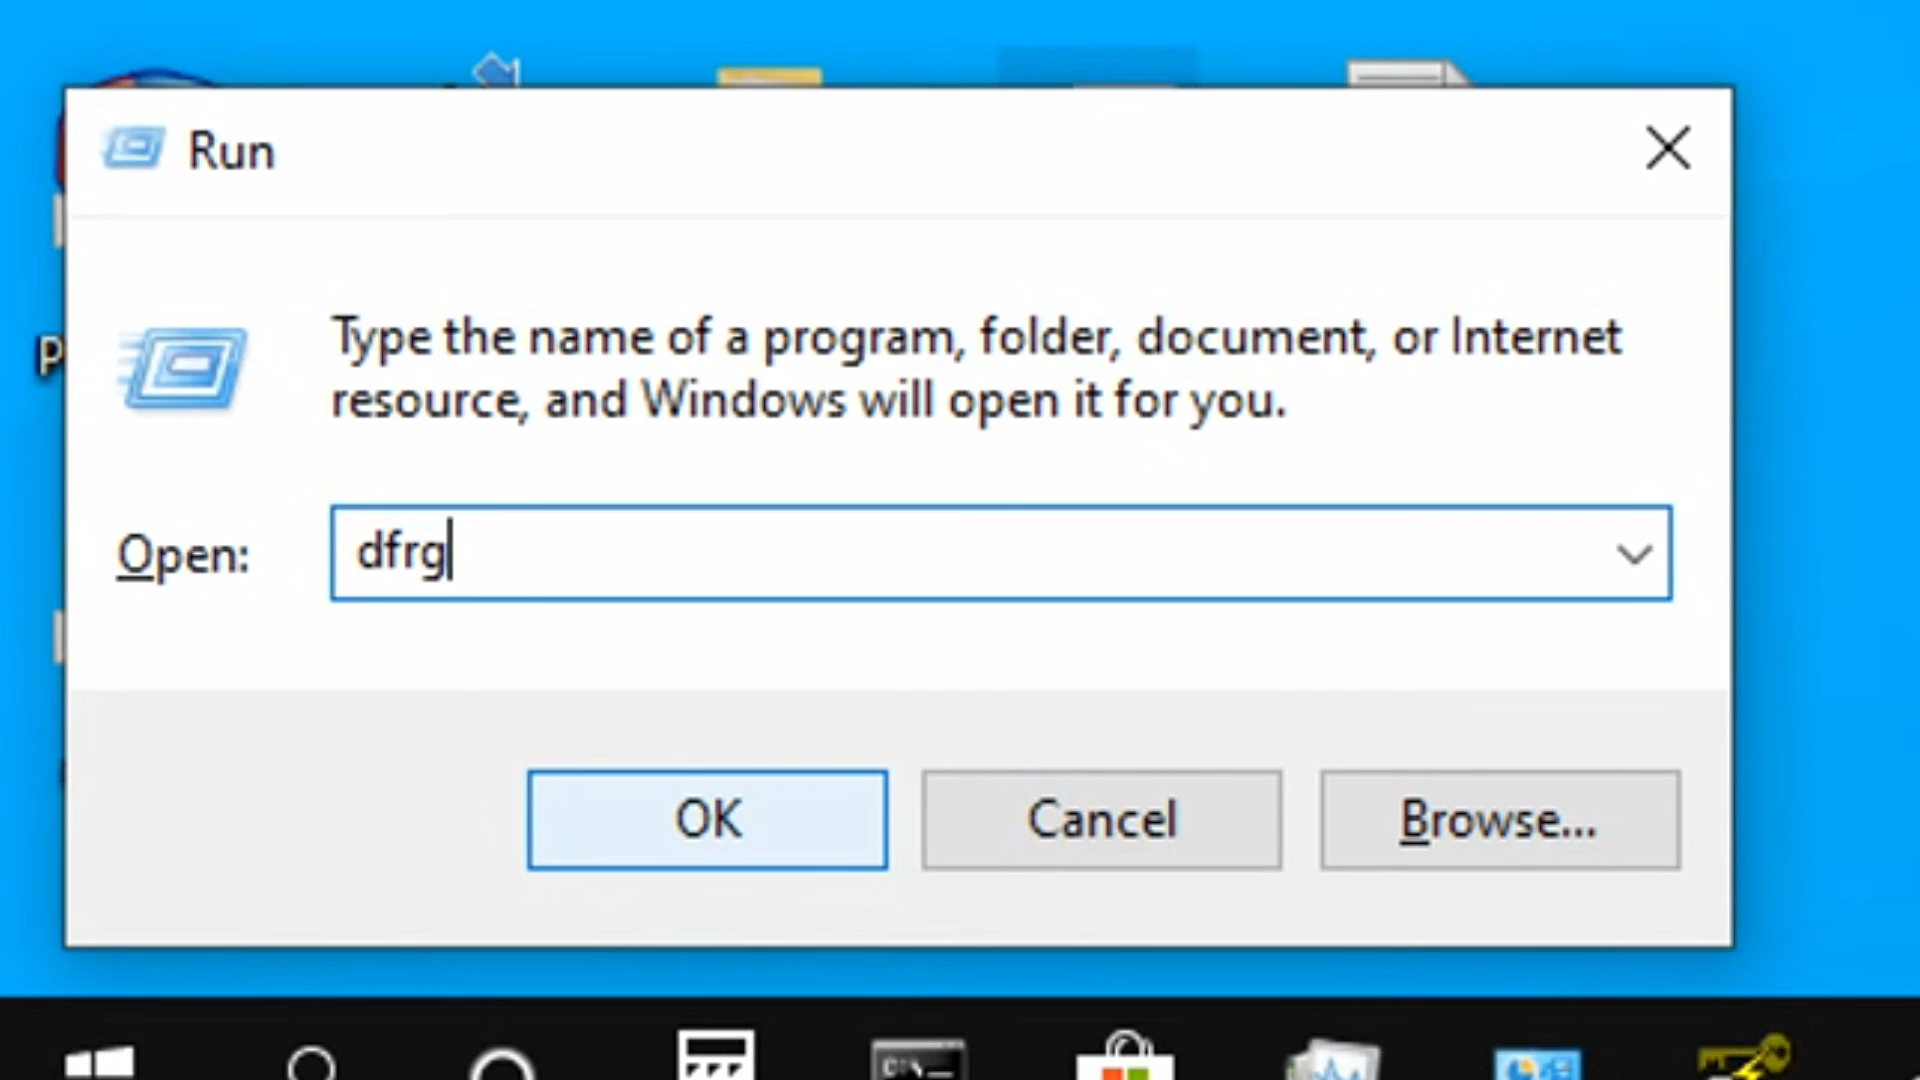 Run
Type the name of a program, folder, document, or Internet
resource, and Windows will open it for you.
Open:
dfrg
OK
Cancel
Browse...
P
C:\_